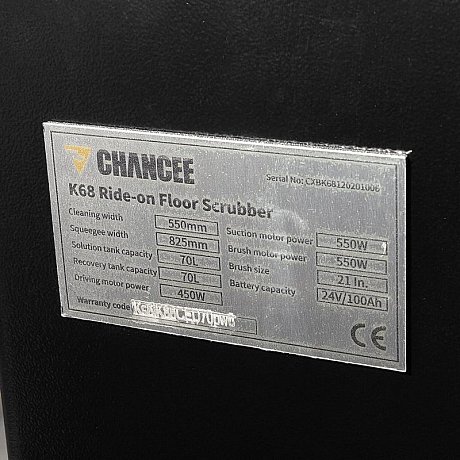 CHANCEE
Serial No: CXBK68120201006
K68 Ride-on Floor Scrubber
Cleaning width 550mm
Squeegee width 825mm
Solution tank capacity 70L
Recovery tank capacity 70L
Driving motor power 450W
Suction motor power 550W
Brush motor power 550W
Brush size 21 In.
Battery capacity 24V/100Ah
Warranty code
CE